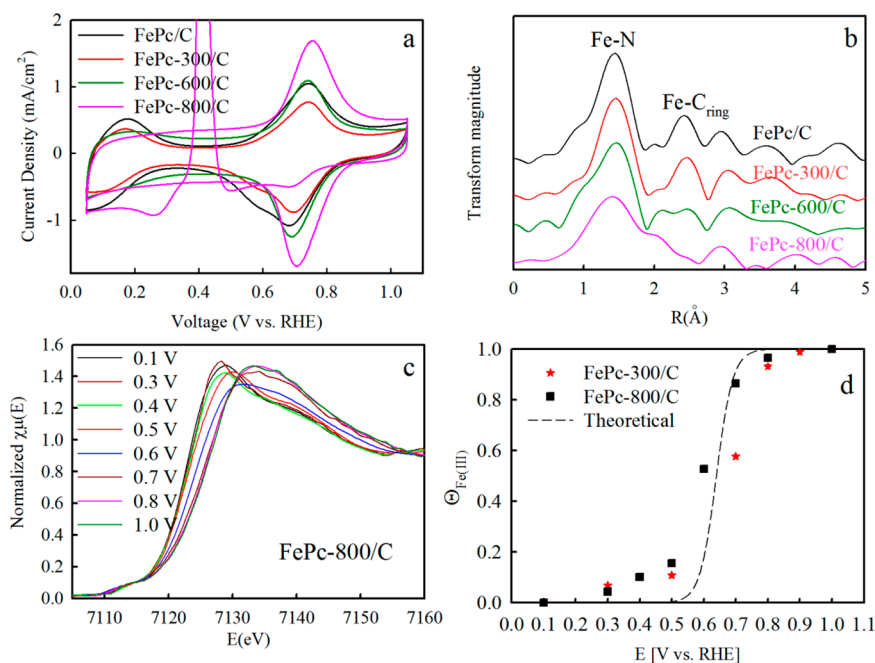 a
FePc/C
FePc-300/C
FePc-600/C
FePc-800/C
Current Density (mA/cm²)
2
1
0
-1
0.0 0.2 0.4 0.6 0.8 1.0
Voltage (V vs. RHE)
b
Fe-N
Fe-C_ring
FePc/C
FePc-300/C
FePc-600/C
FePc-800/C
Transform magnitude
0 1 2 3 4 5
R(Å)
c
0.1 V
0.3 V
0.4 V
0.5 V
0.6 V
0.7 V
0.8 V
1.0 V
FePc-800/C
Normalized χμ(E)
1.6
1.4
1.2
1.0
0.8
0.6
0.4
0.2
0.0
7110 7120 7130 7140 7150 7160
E(eV)
d
FePc-300/C
FePc-800/C
Theoretical
Θ_Fe(III)
1.0
0.8
0.6
0.4
0.2
0.0
0.0 0.1 0.2 0.3 0.4 0.5 0.6 0.7 0.8 0.9 1.0 1.1
E [V vs. RHE]